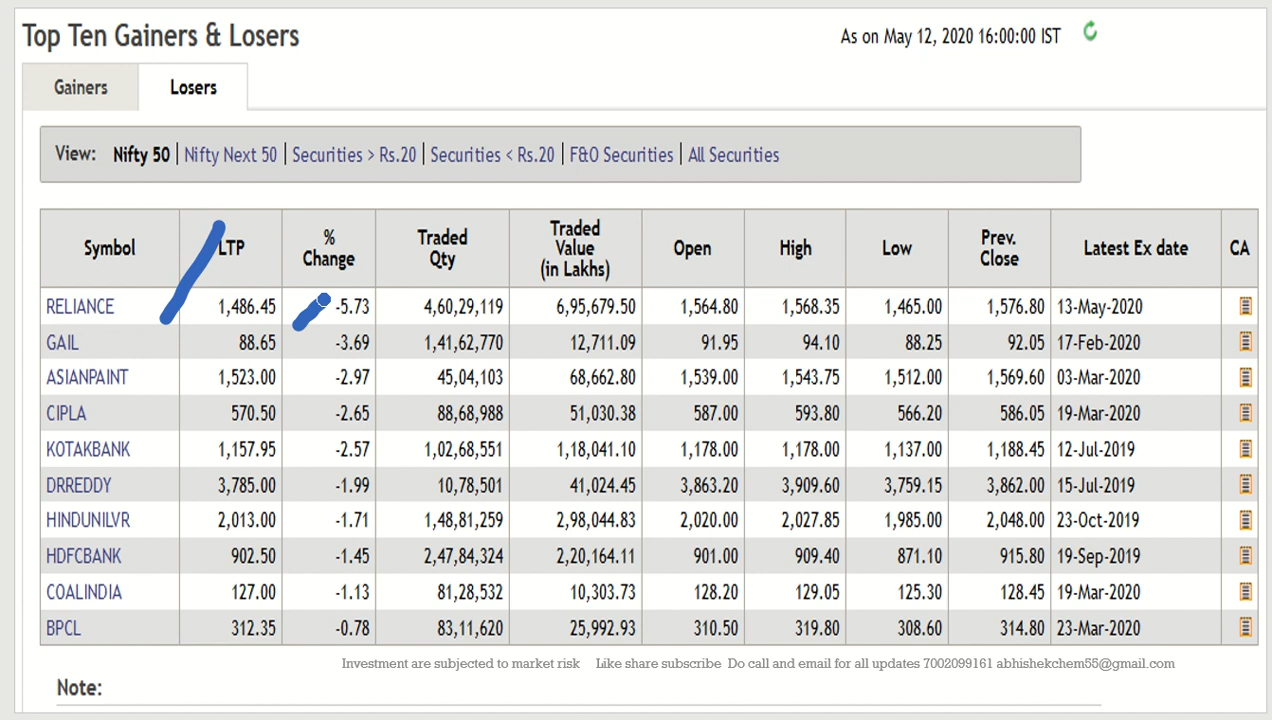 Top Ten Gainers & Losers As on May 12, 2020 16:00:00 IST
Gainers Losers
View: Nifty 50 | Nifty Next 50 | Securities > Rs.20 | Securities < Rs.20 | F&O Securities | All Securities
Symbol LTP % Change Traded Qty Traded Value (in Lakhs) Open High Low Prev. Close Latest Ex date CA
RELIANCE 1,486.45 -5.73 4,60,29,119 6,95,679.50 1,564.80 1,568.35 1,465.00 1,576.80 13-May-2020
GAIL 88.65 -3.69 1,41,62,770 12,711.09 91.95 94.10 88.25 92.05 17-Feb-2020
ASIANPAINT 1,523.00 -2.97 45,04,103 68,662.80 1,539.00 1,543.75 1,512.00 1,569.60 03-Mar-2020
CIPLA 570.50 -2.65 88,68,988 51,030.38 587.00 593.80 566.20 586.05 19-Mar-2020
KOTAKBANK 1,157.95 -2.57 1,02,68,551 1,18,041.10 1,178.00 1,178.00 1,137.00 1,188.45 12-Jul-2019
DRREDDY 3,785.00 -1.99 10,78,501 41,024.45 3,863.20 3,909.60 3,759.15 3,862.00 15-Jul-2019
HINDUNILVR 2,013.00 -1.71 1,48,81,259 2,98,044.83 2,020.00 2,027.85 1,985.00 2,048.00 23-Oct-2019
HDFCBANK 902.50 -1.45 2,47,84,324 2,20,164.11 901.00 909.40 871.10 915.80 19-Sep-2019
COALINDIA 127.00 -1.13 81,28,532 10,303.73 128.20 129.05 125.30 128.45 19-Mar-2020
BPCL 312.35 -0.78 83,11,620 25,992.93 310.50 319.80 308.60 314.80 23-Mar-2020
Investment are subjected to market risk Like share subscribe Do call and email for all updates 7002099161 abhishekchem55@gmail.com
Note: